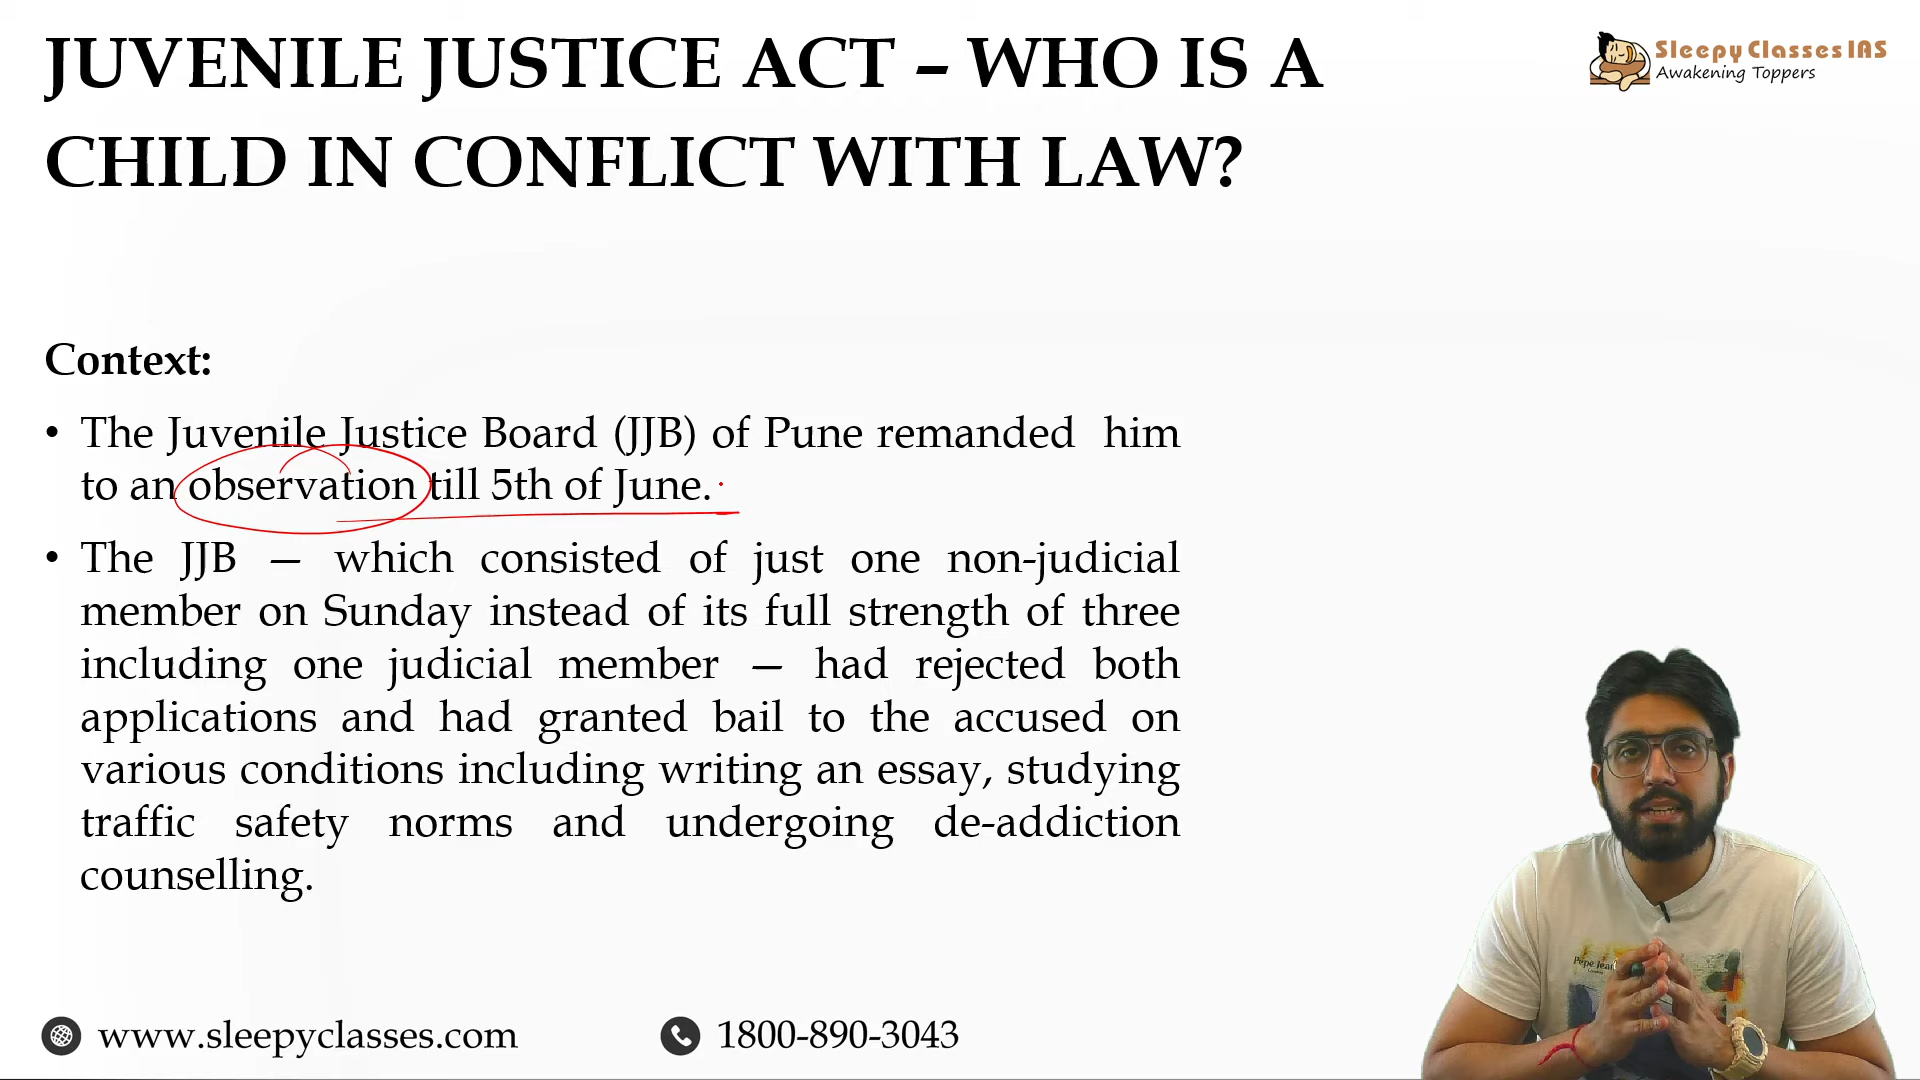 JUVENILE JUSTICE ACT – WHO IS A
CHILD IN CONFLICT WITH LAW?
Sleepy Classes IAS
Awakening Toppers
Context:
• The Juvenile Justice Board (JJB) of Pune remanded him
to an observation till 5th of June.
• The JJB — which consisted of just one non-judicial
member on Sunday instead of its full strength of three
including one judicial member — had rejected both
applications and had granted bail to the accused on
various conditions including writing an essay, studying
traffic safety norms and undergoing de-addiction
counselling.
Pepe Jeans
www.sleepyclasses.com
1800-890-3043